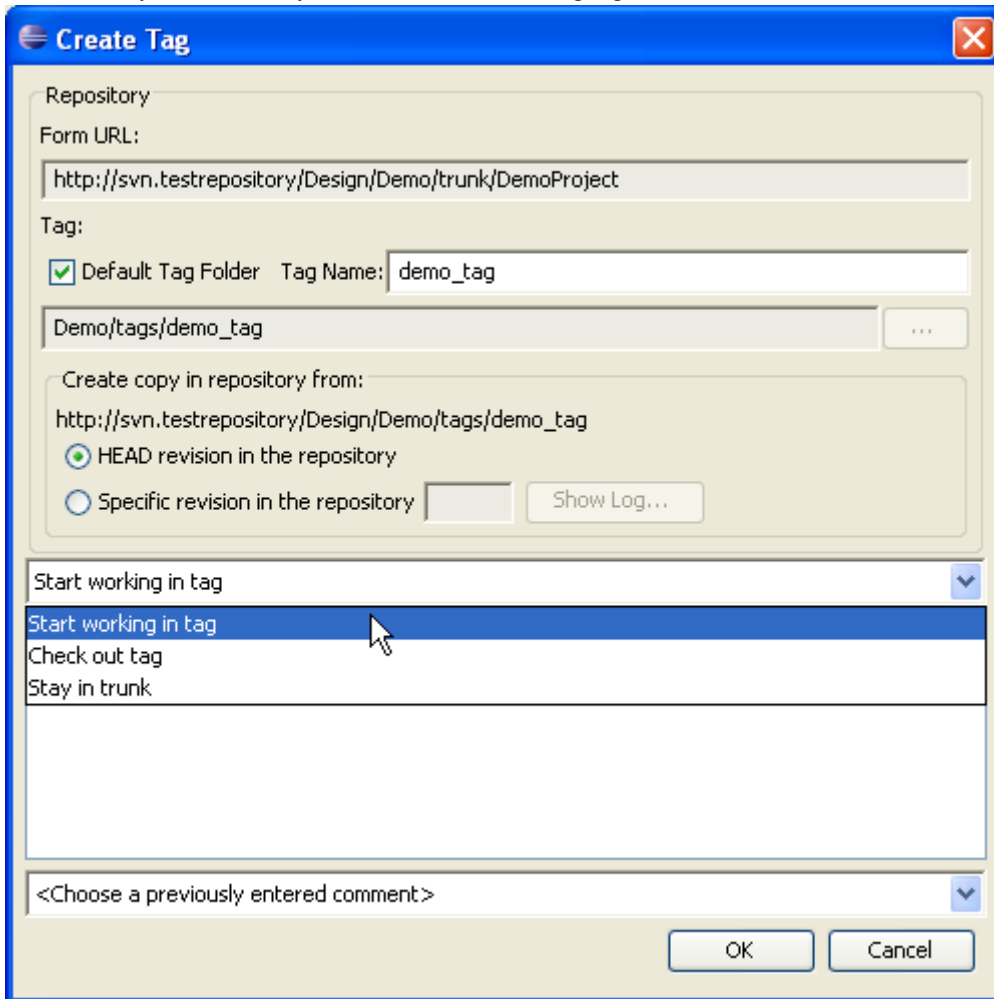 Create Tag
Repository
Form URL:
http://svn.testrepository/Design/Demo/trunk/DemoProject
Tag:
Default Tag Folder Tag Name: demo_tag
Demo/tags/demo_tag ...
Create copy in repository from:
http://svn.testrepository/Design/Demo/tags/demo_tag
HEAD revision in the repository
Specific revision in the repository Show Log...
Start working in tag
Start working in tag
Check out tag
Stay in trunk
<Choose a previously entered comment>
OK Cancel